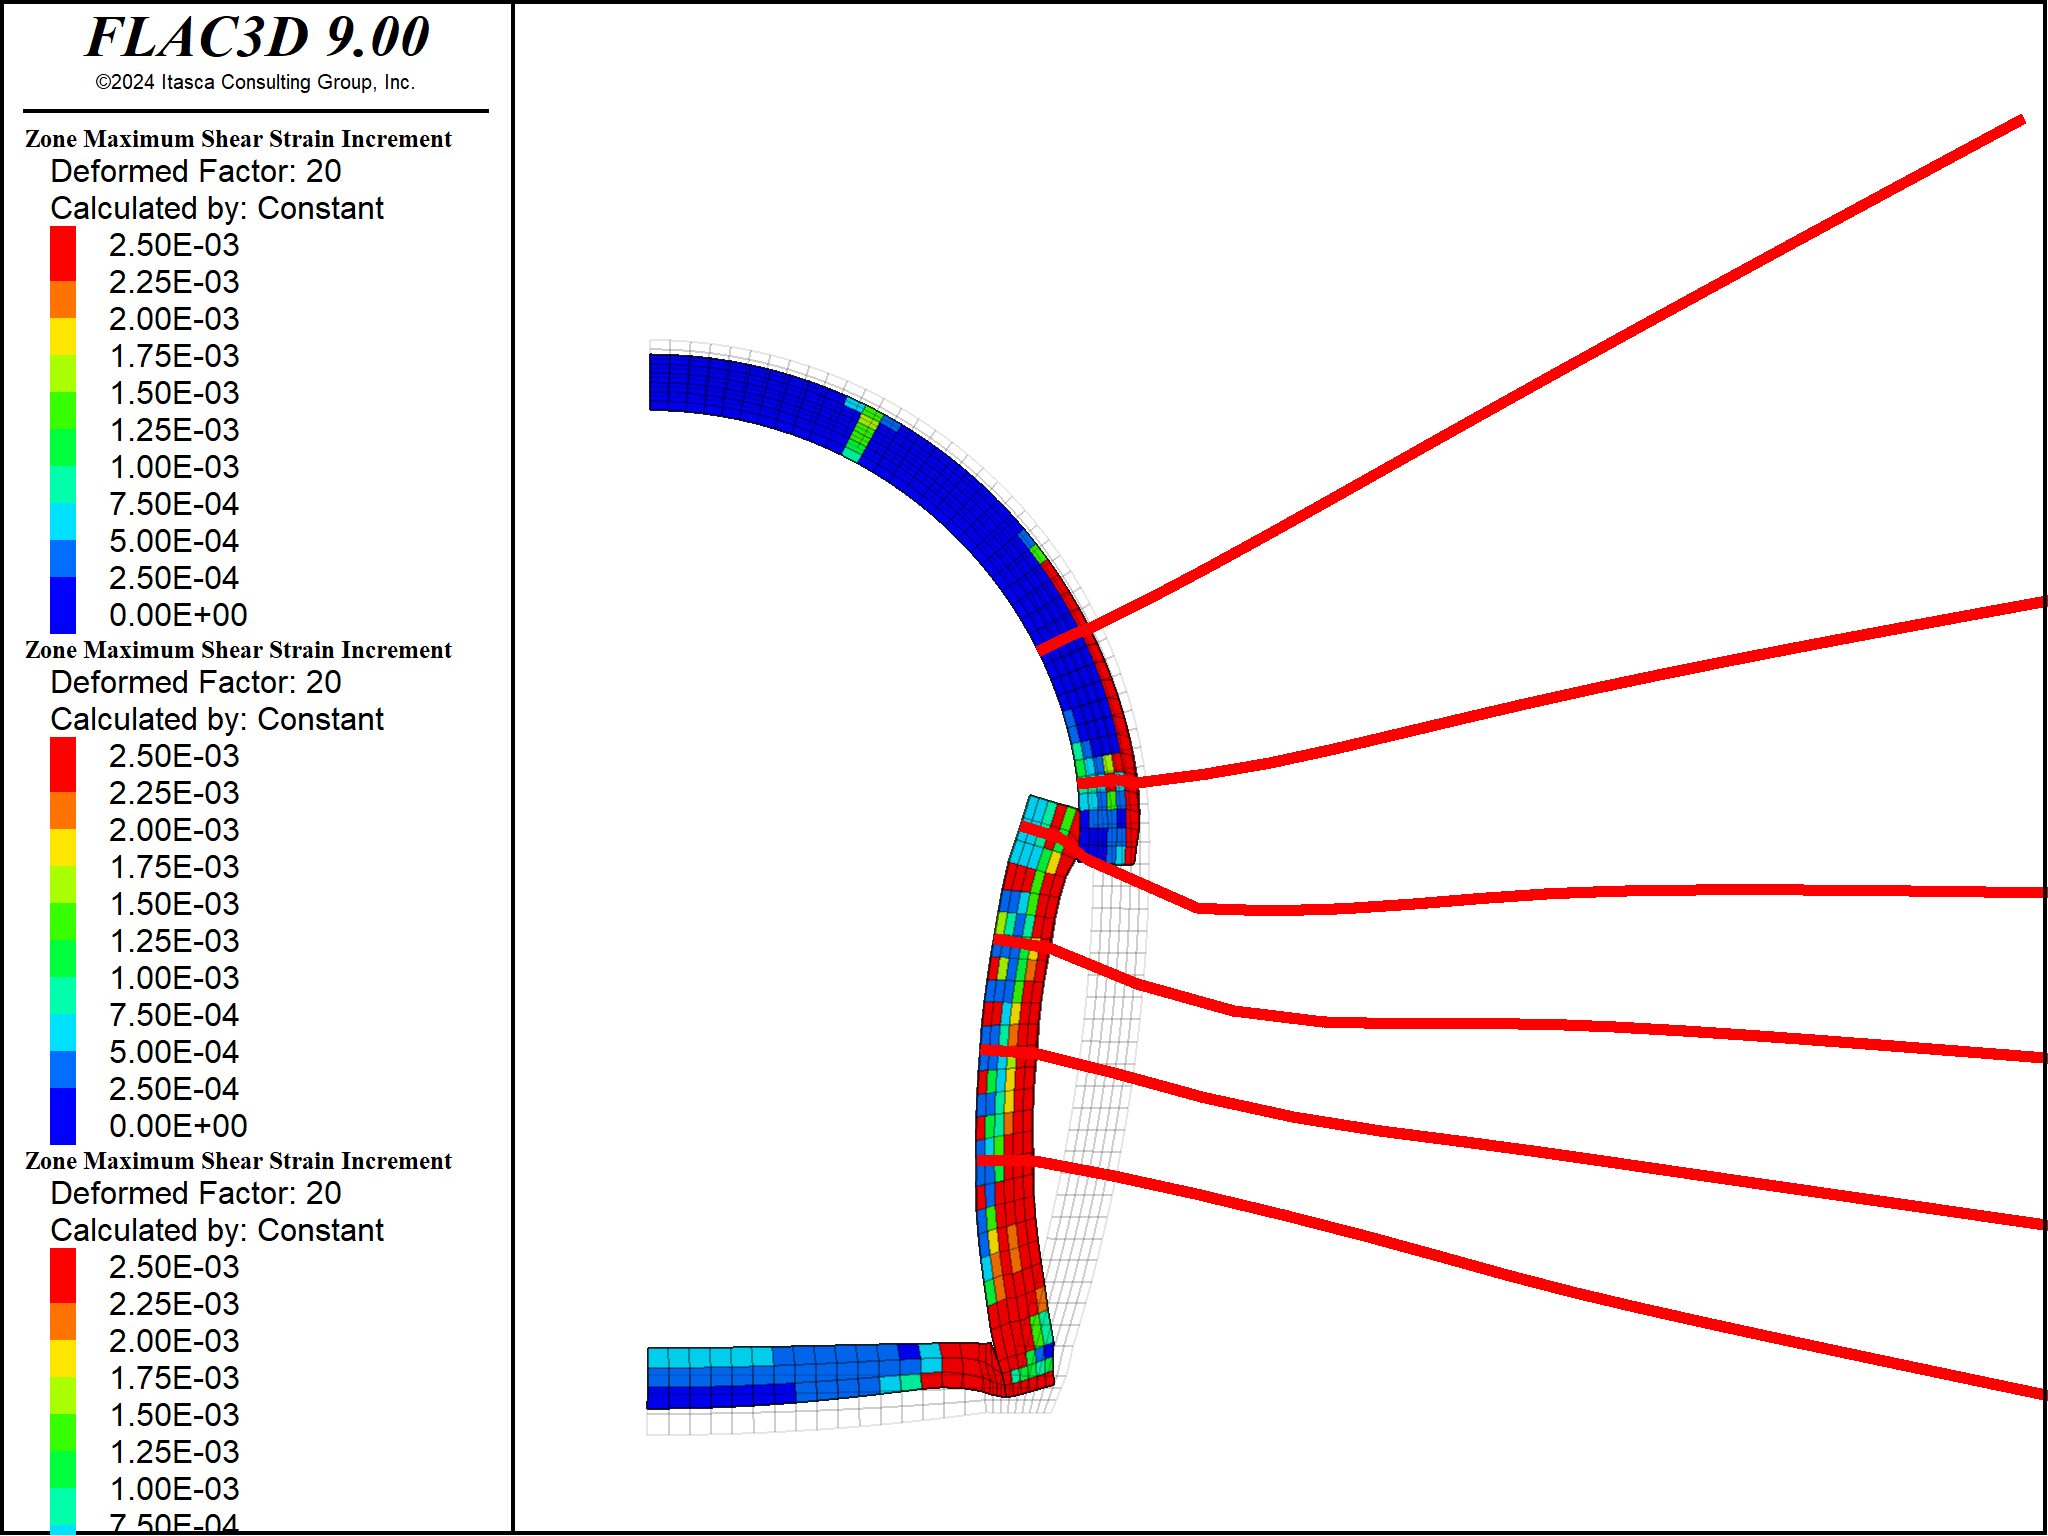 FLAC3D 9.00
©2024 Itasca Consulting Group, Inc.
Zone Maximum Shear Strain Increment
Deformed Factor: 20
Calculated by: Constant
2.50E-03
2.25E-03
2.00E-03
1.75E-03
1.50E-03
1.25E-03
1.00E-03
7.50E-04
5.00E-04
2.50E-04
0.00E+00
Zone Maximum Shear Strain Increment
Deformed Factor: 20
Calculated by: Constant
2.50E-03
2.25E-03
2.00E-03
1.75E-03
1.50E-03
1.25E-03
1.00E-03
7.50E-04
5.00E-04
2.50E-04
0.00E+00
Zone Maximum Shear Strain Increment
Deformed Factor: 20
Calculated by: Constant
2.50E-03
2.25E-03
2.00E-03
1.75E-03
1.50E-03
1.25E-03
1.00E-03
7.50E-04